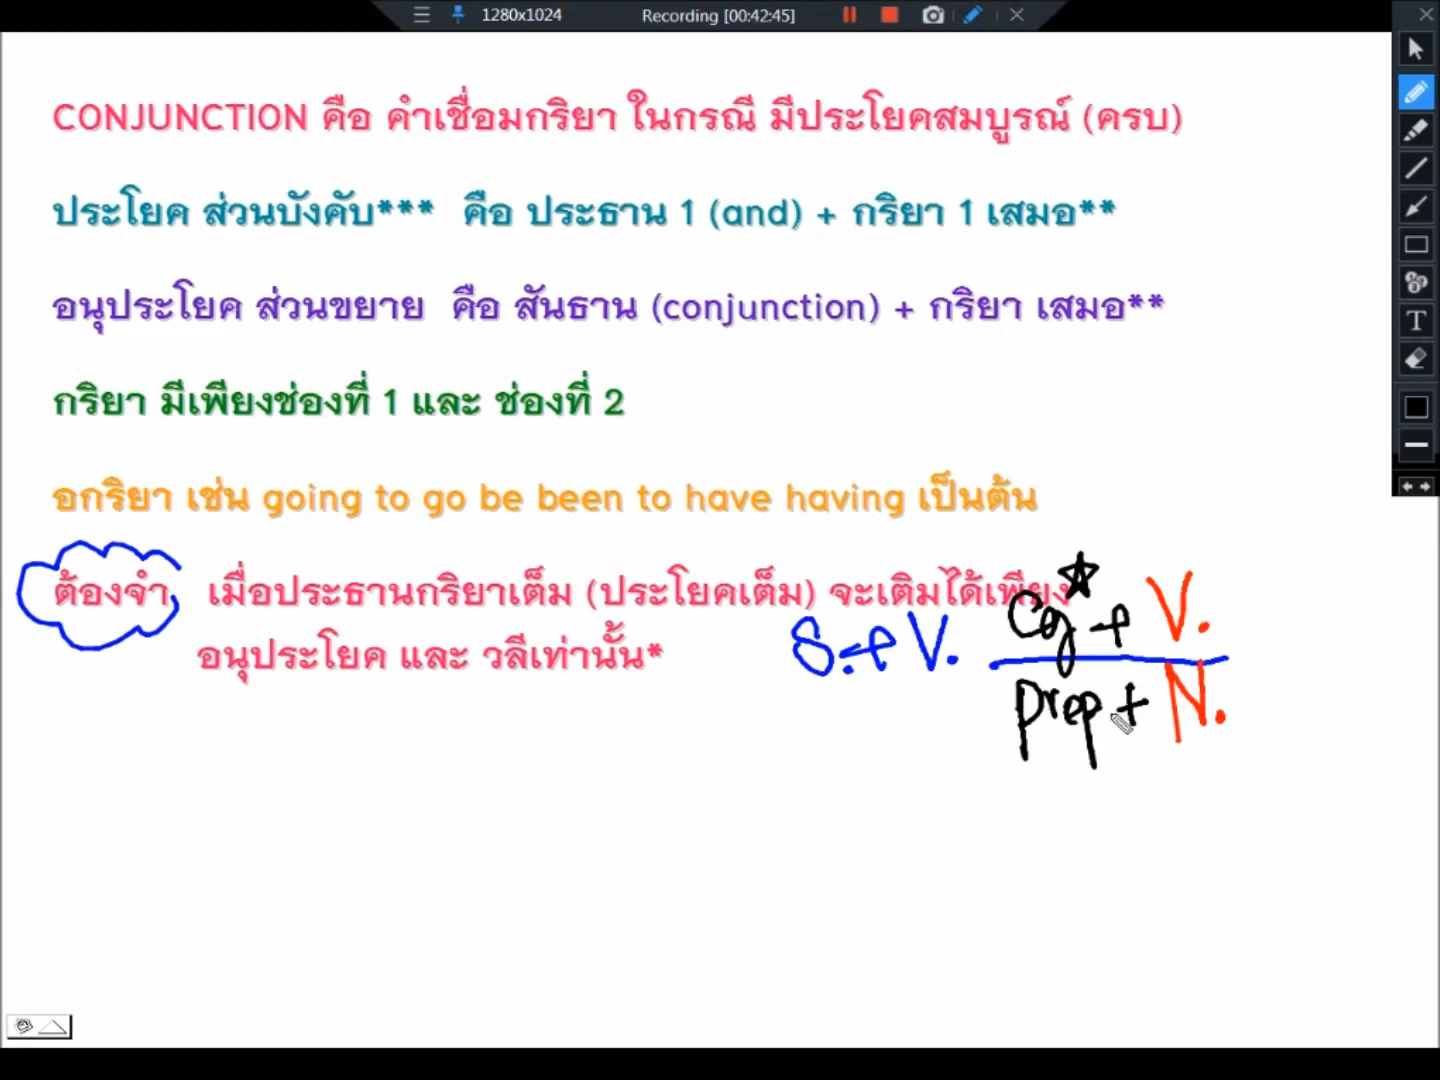 1280x1024 Recording [00:42:45]
CONJUNCTION คือ คำเชื่อมกริยา ในกรณี มีประโยคสมบูรณ์ (ครบ)
ประโยค ส่วนบังคับ*** คือ ประธาน 1 (and) + กริยา 1 เสมอ**
อนุประโยค ส่วนขยาย คือ สันธาน (conjunction) + กริยา เสมอ**
กริยา มีเพียงช่องที่ 1 และ ช่องที่ 2
อกริยา เช่น going to go be been to have having เป็นต้น
ต้องจำ เมื่อประธานกริยาเต็ม (ประโยคเต็ม) จะเติมได้เพียง
อนุประโยค และ วลีเท่านั้น*
S.+ V. Cg + V.
prep + N.
T